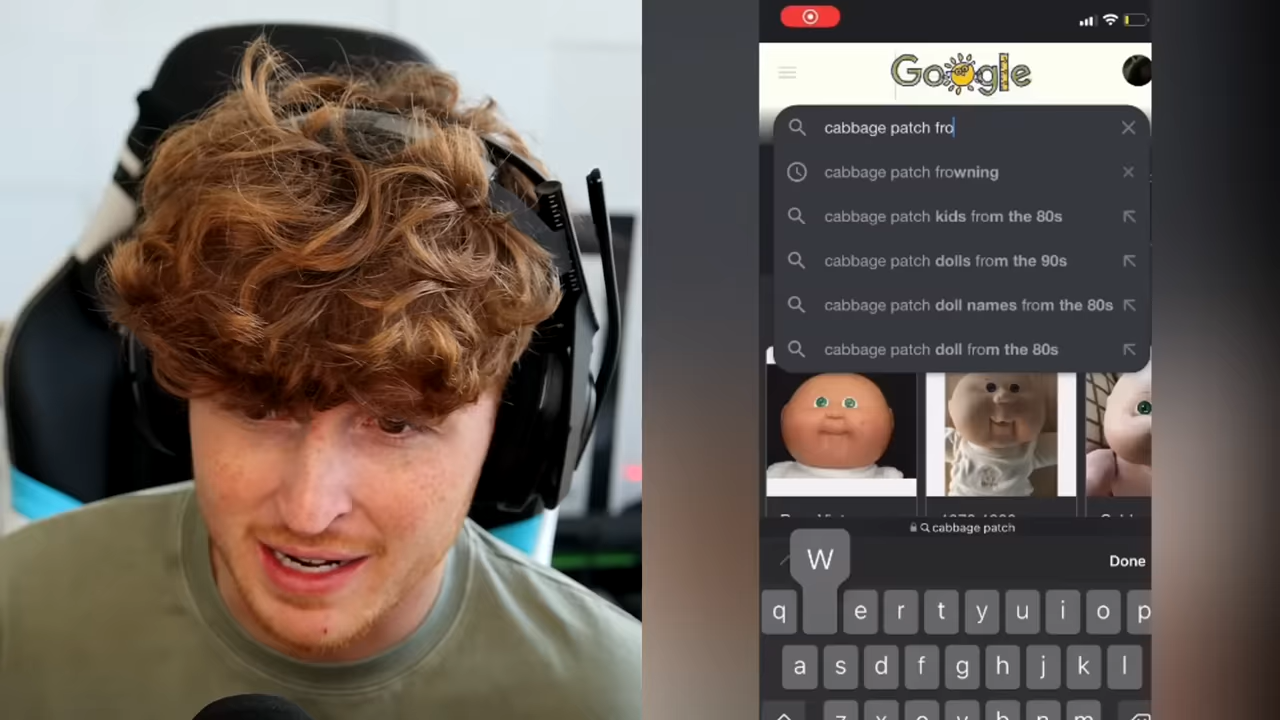 Google
cabbage patch fro
cabbage patch frowning
cabbage patch kids from the 80s
cabbage patch dolls from the 90s
cabbage patch doll names from the 80s
cabbage patch doll from the 80s
cabbage patch
W
Done
q e r t y u i o p
a s d f g h j k l